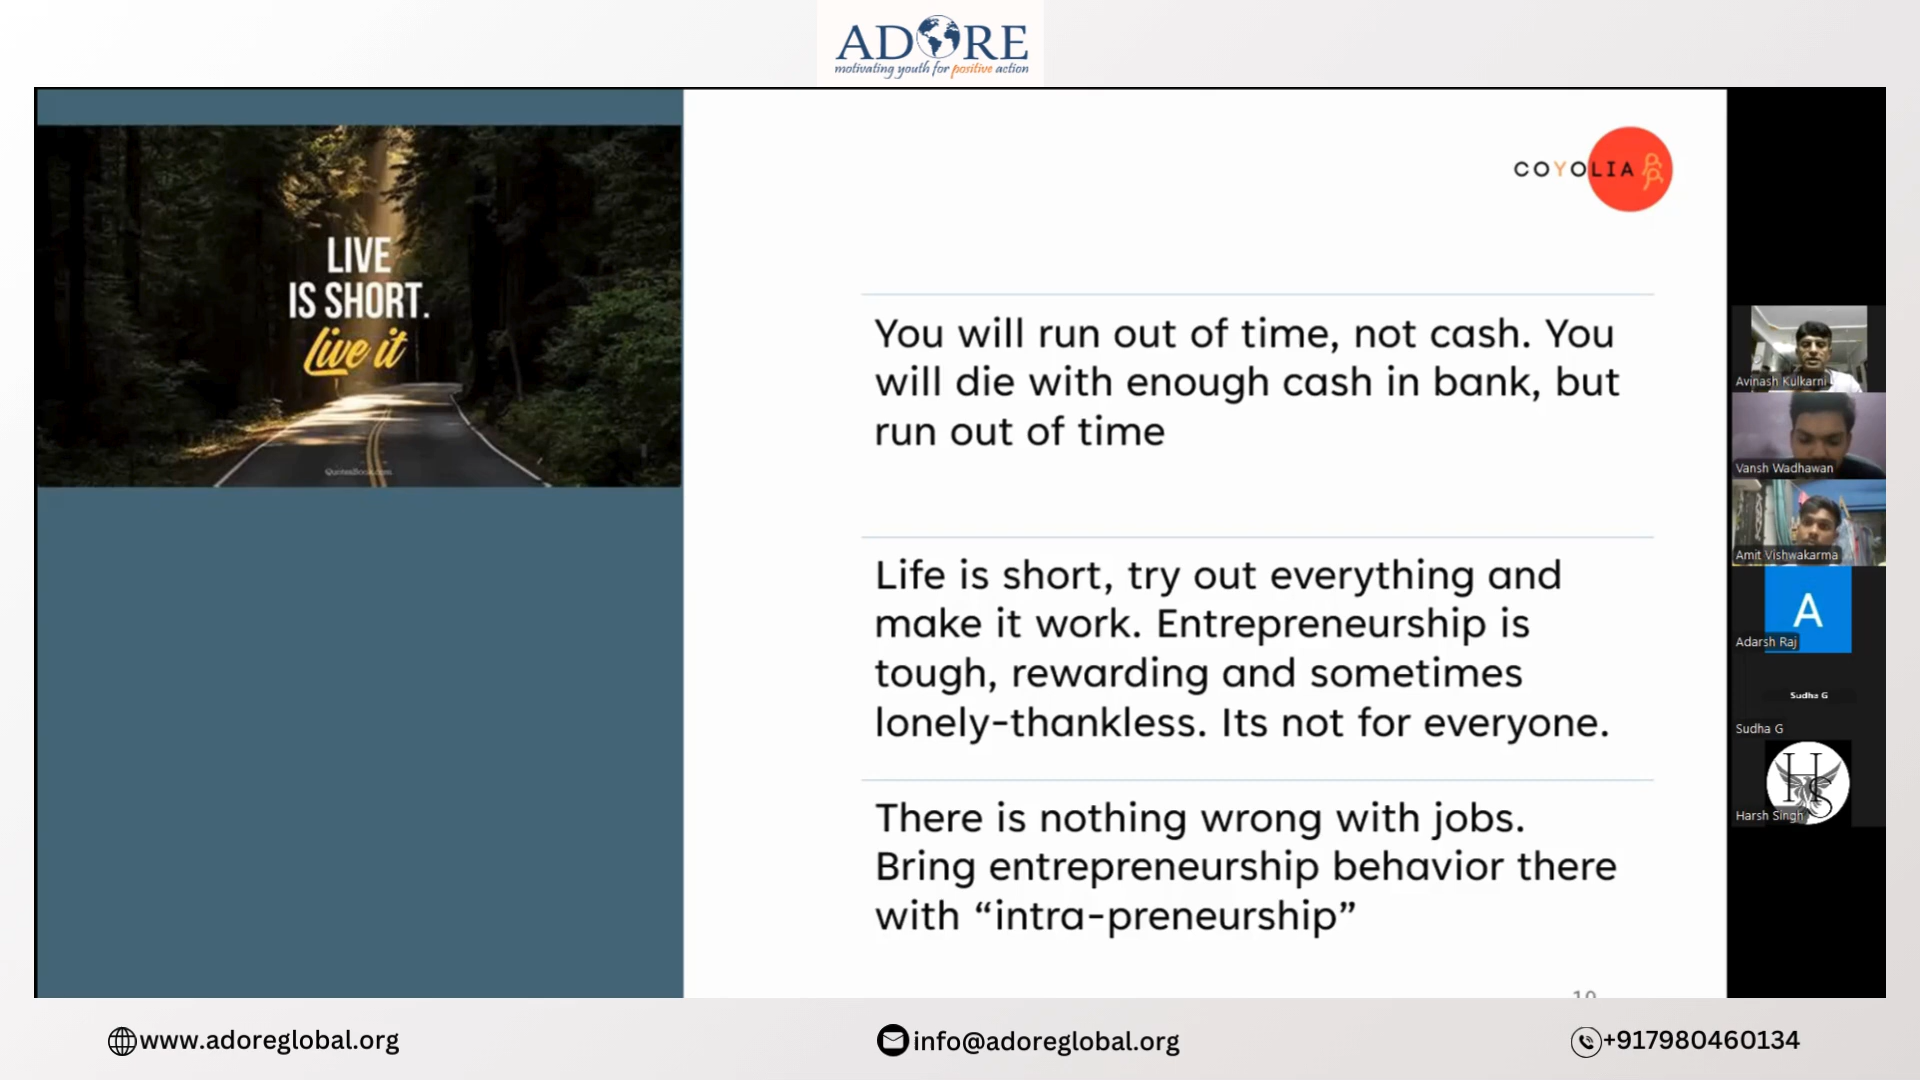 ADORE
motivating youth for positive action
LIVE
IS SHORT.
Live it
QuotesBook.com
COYOLIA
You will run out of time, not cash. You
will die with enough cash in bank, but
run out of time
Life is short, try out everything and
make it work. Entrepreneurship is
tough, rewarding and sometimes
lonely-thankless. Its not for everyone.
There is nothing wrong with jobs.
Bring entrepreneurship behavior there
with “intra-preneurship”
Avinash Kulkarni
Vansh Wadhawan
Amit Vishwakarma
A
Adarsh Raj
Sudha G
Sudha G
HS
Harsh Singh
www.adoreglobal.org
info@adoreglobal.org
+917980460134